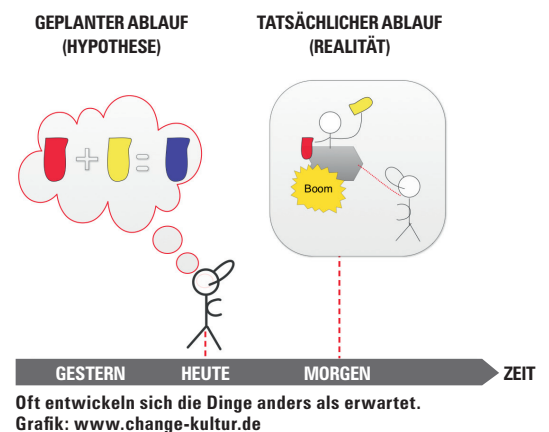 GEPLANTER ABLAUF
(HYPOTHESE)
TATSÄCHLICHER ABLAUF
(REALITÄT)
Boom
GESTERN
HEUTE
MORGEN
ZEIT
Oft entwickeln sich die Dinge anders als erwartet.
Grafik: www.change-kultur.de